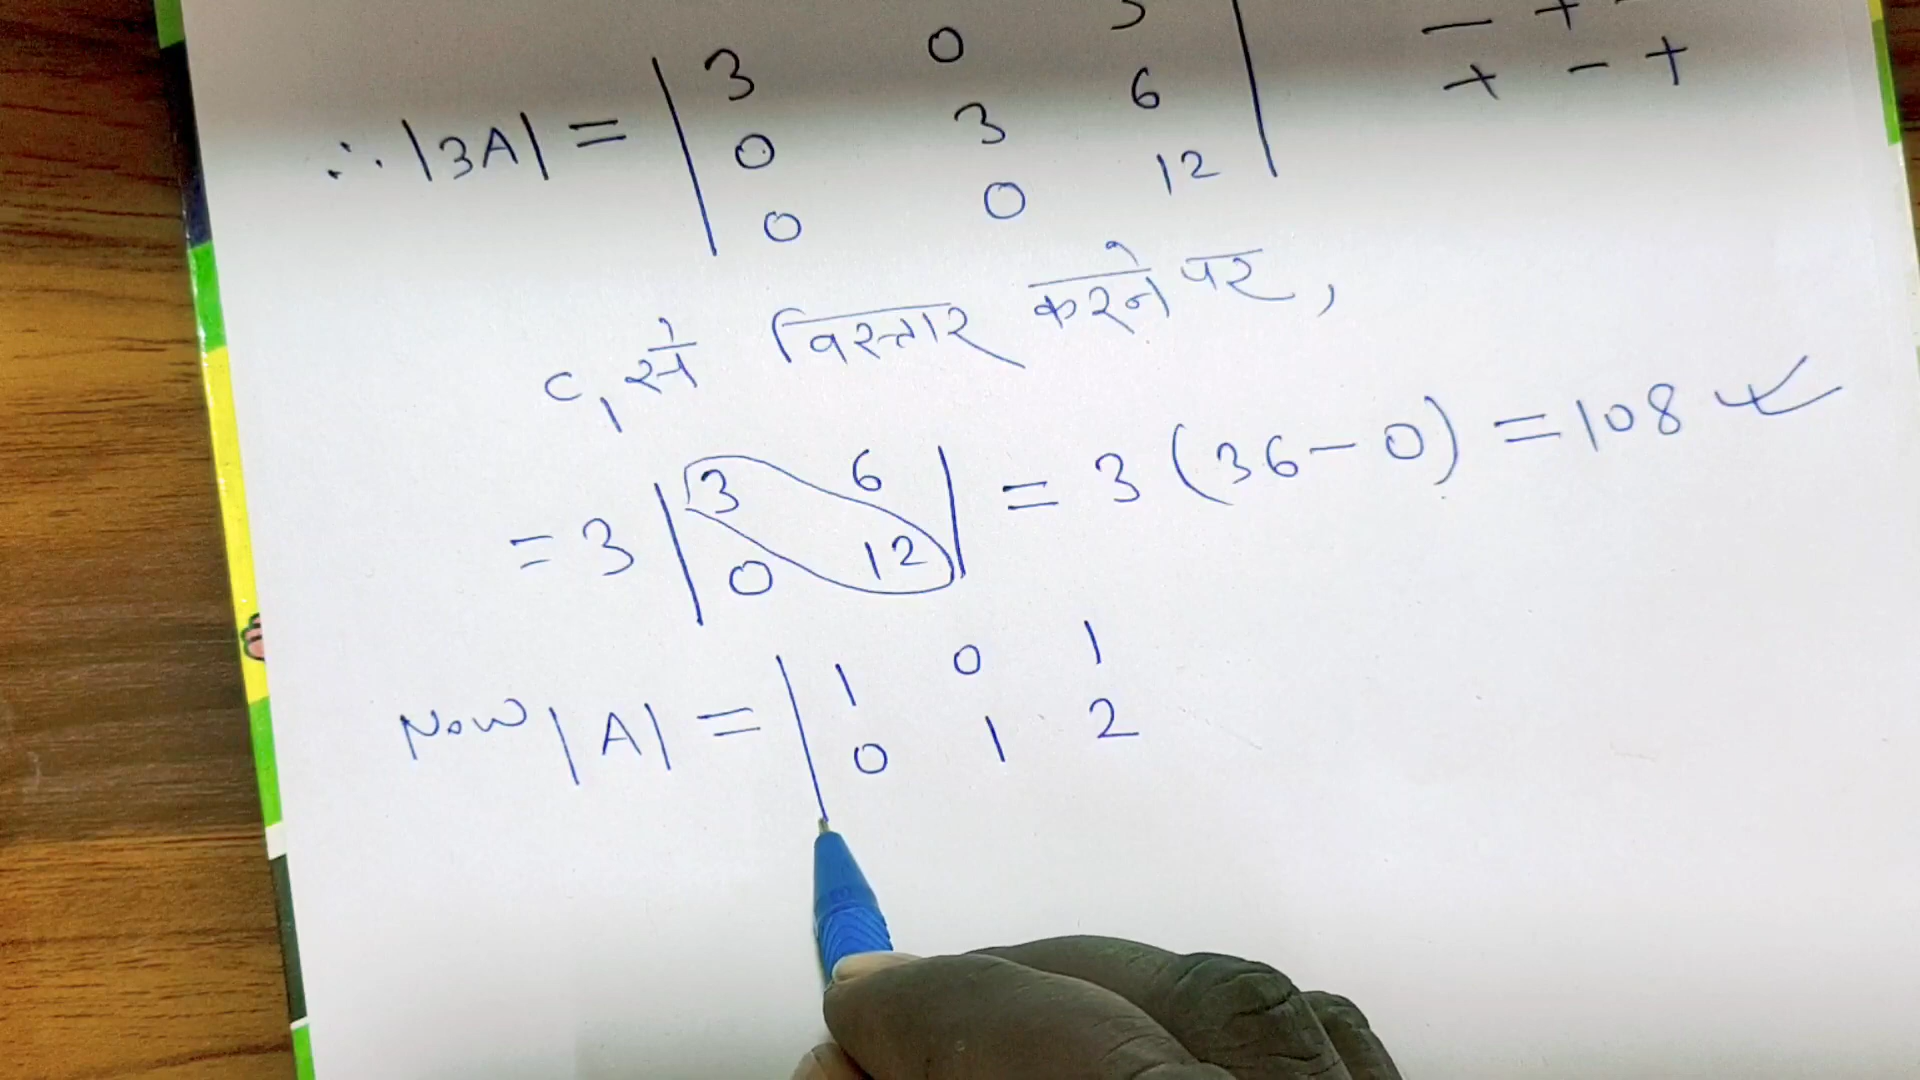 3 0 3 | - +
∴ |3A| = | 0 3 6 | + - +
0 0 12
C₁ से विस्तार करने पर,
= 3 | 3 6 | = 3 (36 - 0) = 108 ✓
0 12
Now |A| = | 1 0 1
0 1 2